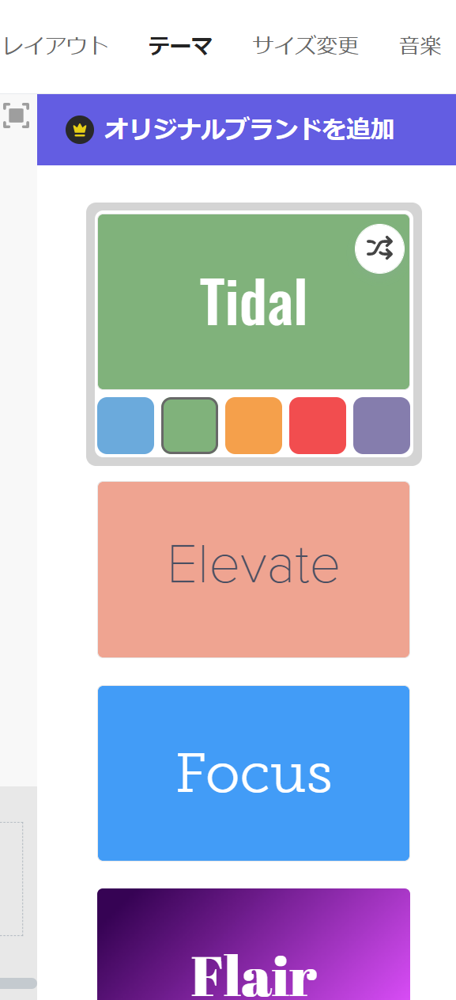 レイアウト テーマ サイズ変更 音楽
オリジナルブランドを追加
Tidal
Elevate
Focus
Flair